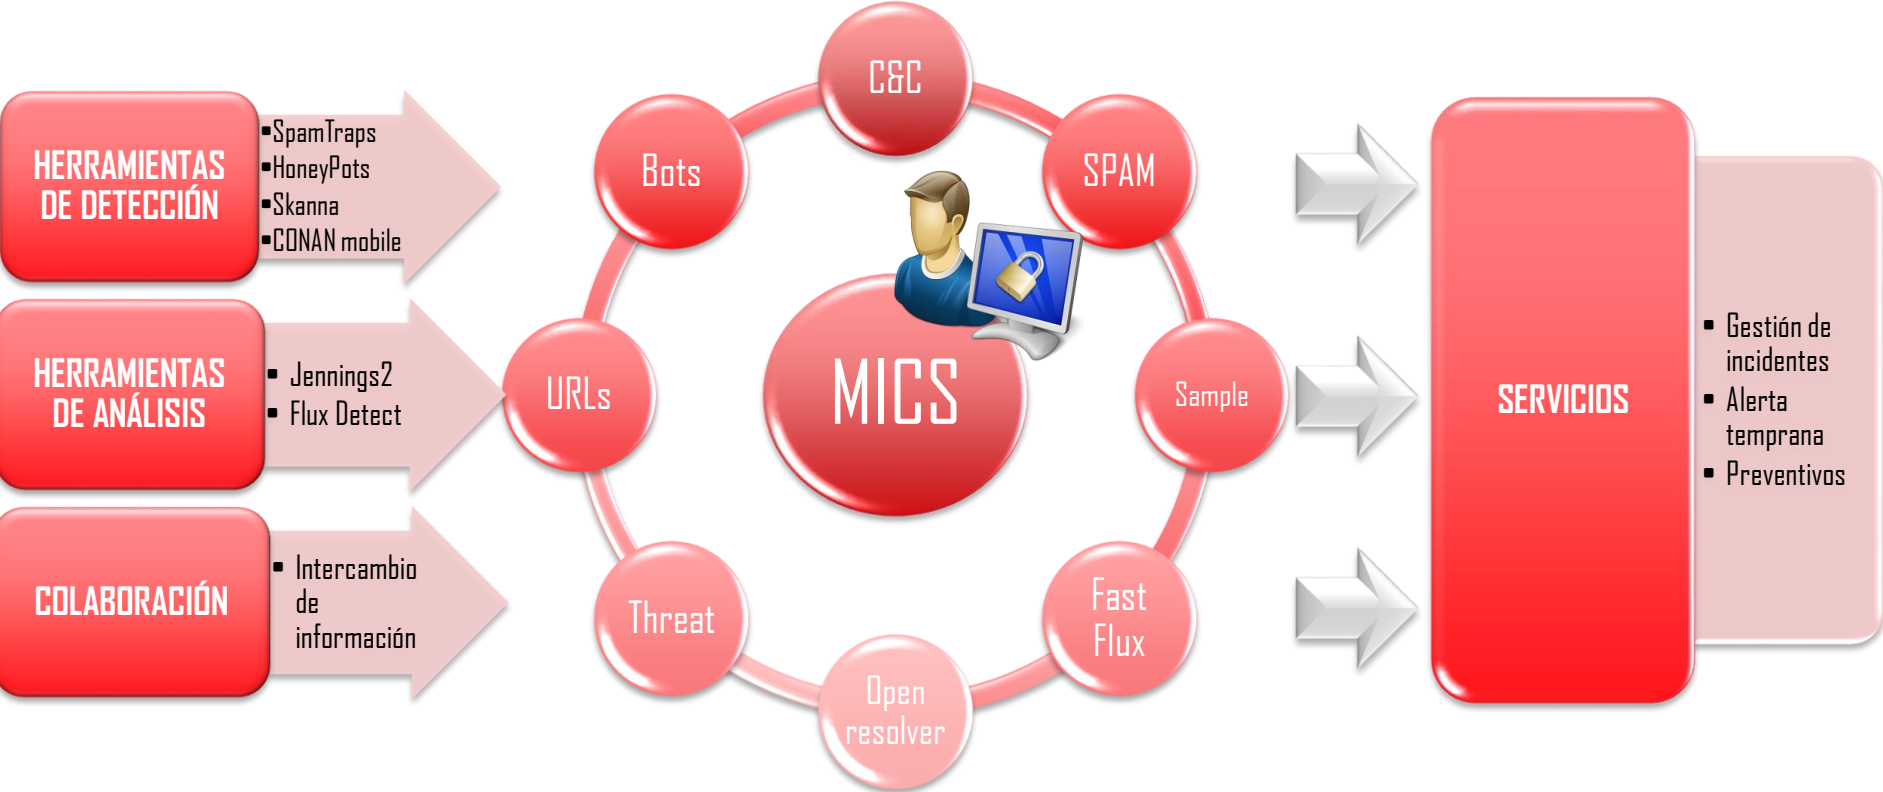 HERRAMIENTAS
DE DETECCIÓN
▪SpamTraps
▪HoneyPots
▪Skanna
▪CONAN mobile
HERRAMIENTAS
DE ANÁLISIS
▪ Jennings2
▪ Flux Detect
COLABORACIÓN
▪ Intercambio
de
información
C&C
Bots
SPAM
URLs
MICS
Sample
Threat
Fast
Flux
Open
resolver
SERVICIOS
▪ Gestión de
incidentes
▪ Alerta
temprana
▪ Preventivos